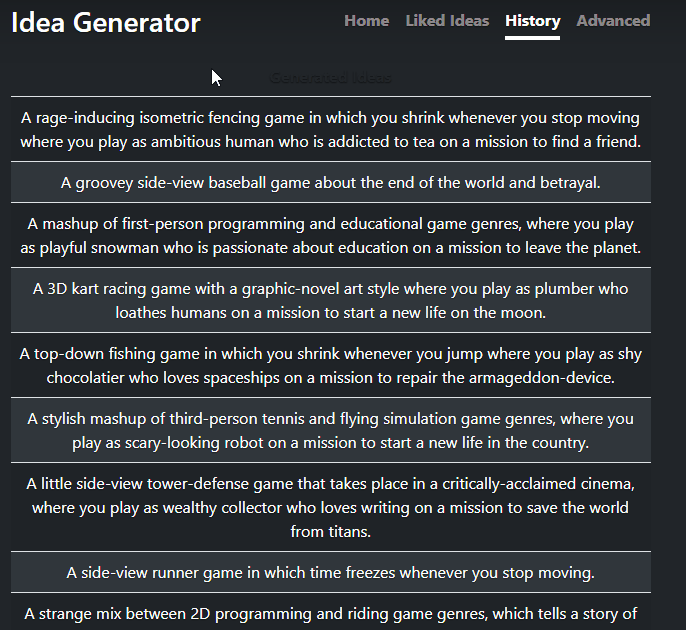 Idea Generator
Home Liked Ideas History Advanced
Generated Ideas
A rage-inducing isometric fencing game in which you shrink whenever you stop moving
where you play as ambitious human who is addicted to tea on a mission to find a friend.
A groovey side-view baseball game about the end of the world and betrayal.
A mashup of first-person programming and educational game genres, where you play
as playful snowman who is passionate about education on a mission to leave the planet.
A 3D kart racing game with a graphic-novel art style where you play as plumber who
loathes humans on a mission to start a new life on the moon.
A top-down fishing game in which you shrink whenever you jump where you play as shy
chocolatier who loves spaceships on a mission to repair the armageddon-device.
A stylish mashup of third-person tennis and flying simulation game genres, where you
play as scary-looking robot on a mission to start a new life in the country.
A little side-view tower-defense game that takes place in a critically-acclaimed cinema,
where you play as wealthy collector who loves writing on a mission to save the world
from titans.
A side-view runner game in which time freezes whenever you stop moving.
A strange mix between 2D programming and riding game genres, which tells a story of